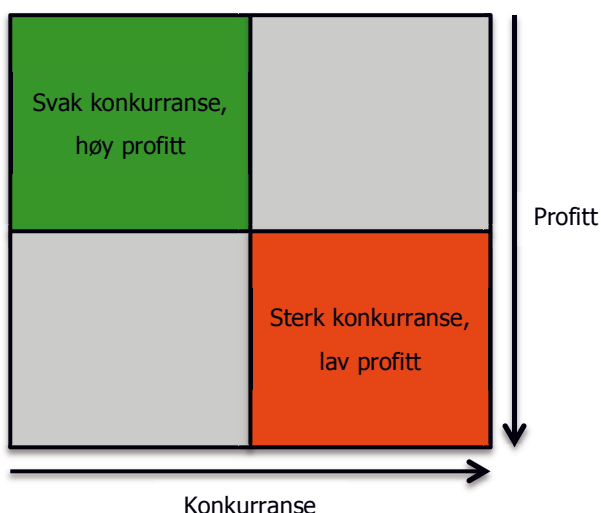 Svak konkurranse,
høy profitt
Profitt
Sterk konkurranse,
lav profitt
Konkurranse